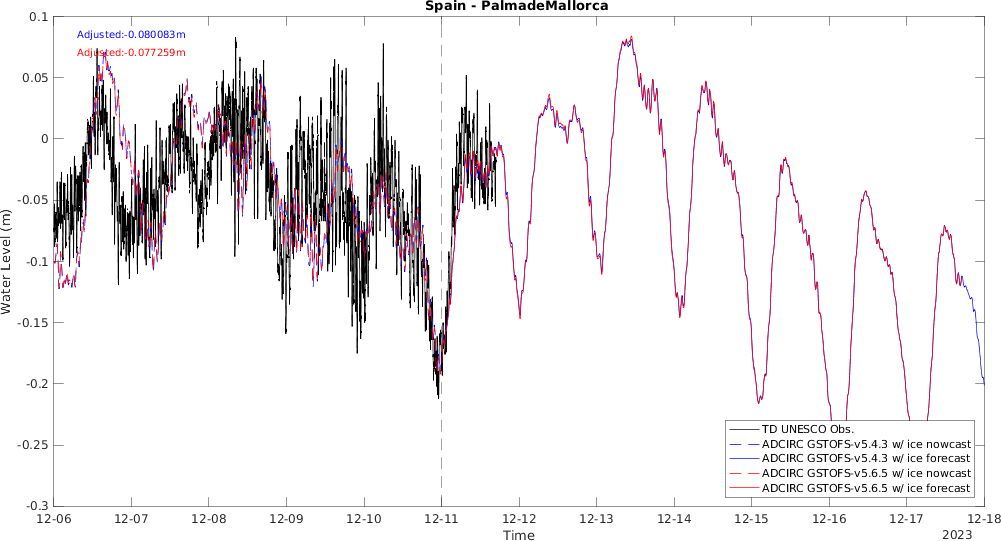 Spain - PalmadeMallorca
Adjusted:-0.080083m
Adjusted:-0.077259m
0.1
0.05
0
-0.05
-0.1
-0.15
-0.2
-0.25
-0.3
Water Level (m)
TD UNESCO Obs.
ADCIRC GSTOFS-v5.4.3 w/ ice nowcast
ADCIRC GSTOFS-v5.4.3 w/ ice forecast
ADCIRC GSTOFS-v5.6.5 w/ ice nowcast
ADCIRC GSTOFS-v5.6.5 w/ ice forecast
12-06 12-07 12-08 12-09 12-10 12-11 12-12 12-13 12-14 12-15 12-16 12-17 12-18
Time
2023